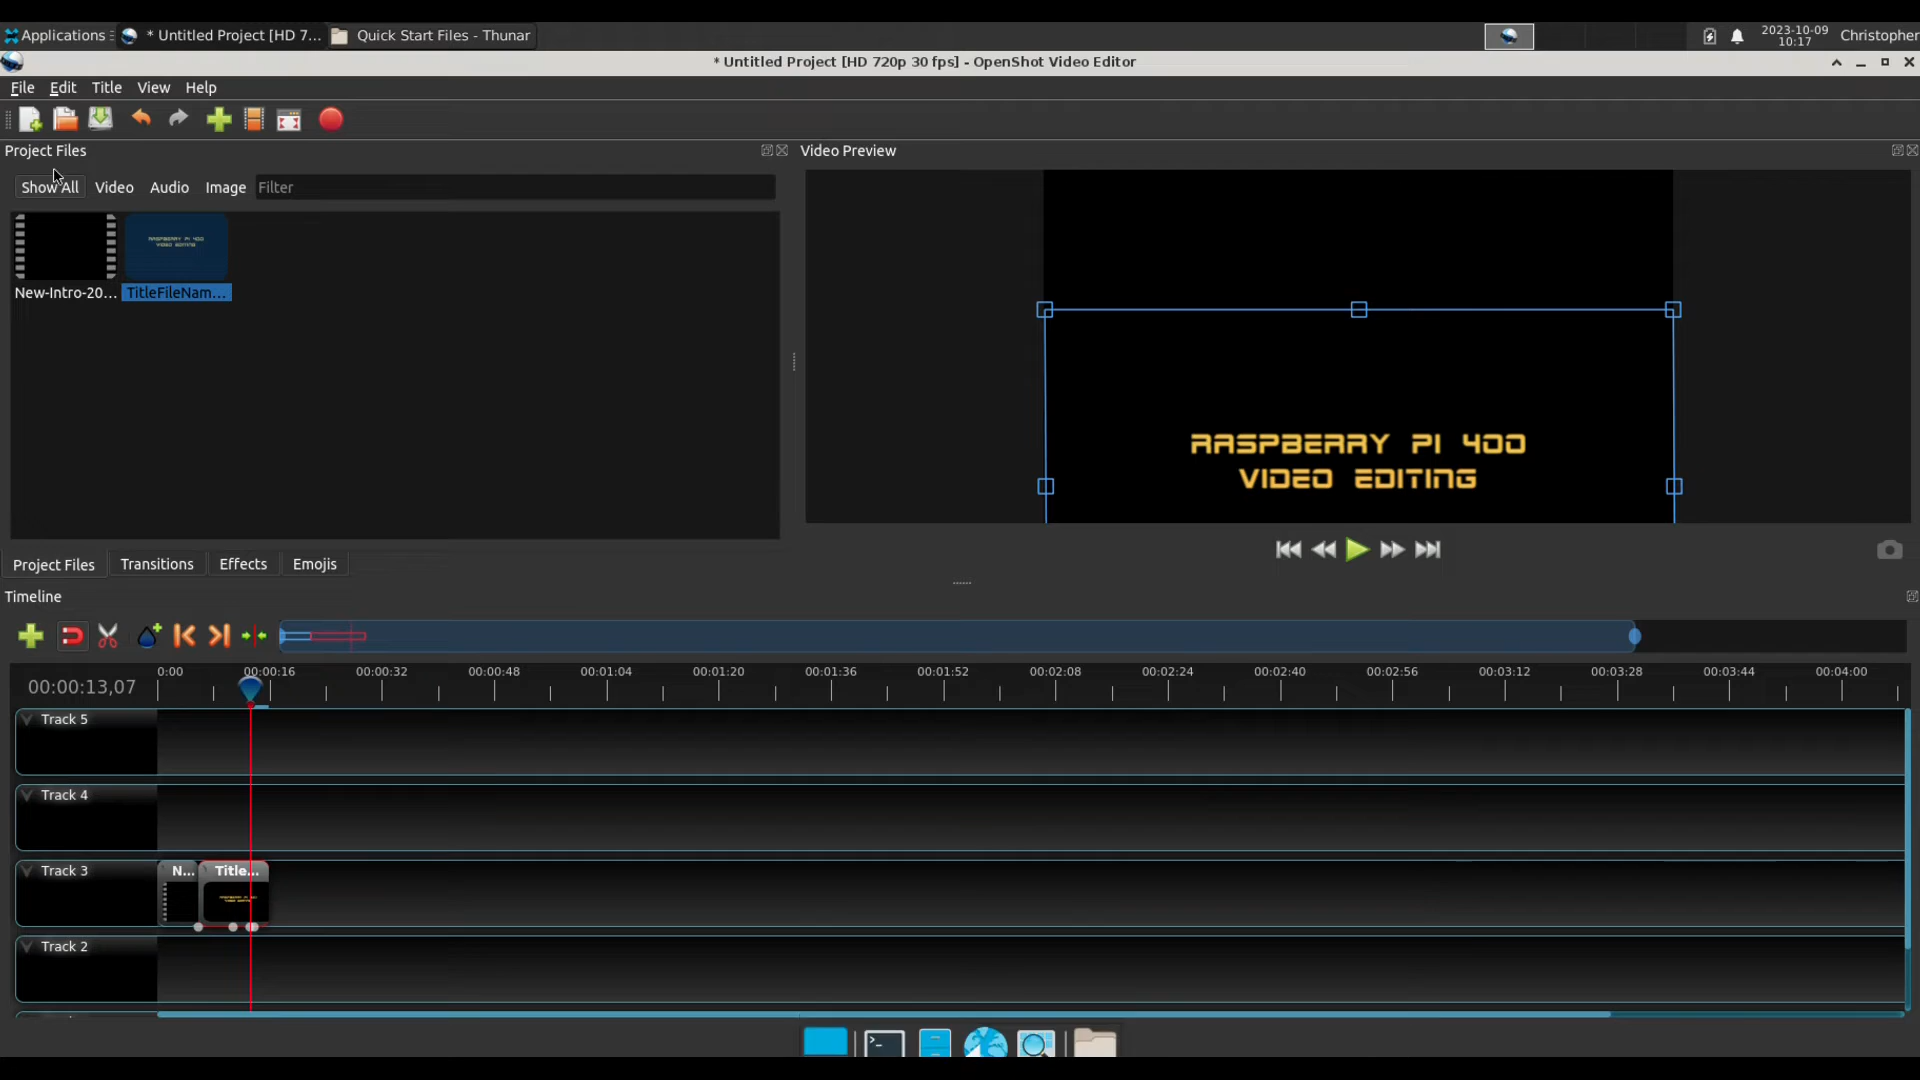 Applications
* Untitled Project [HD 7...
Quick Start Files - Thunar
2023-10-09
10:17
Christopher
* Untitled Project [HD 720p 30 fps] - OpenShot Video Editor
File Edit Title View Help
Project Files
Video Preview
Show All Video Audio Image Filter
RASPBERRY PI 400
VIDEO EDITING
New-Intro-20... TitleFileNam...
RASPBERRY PI 400
VIDEO EDITING
Project Files Transitions Effects Emojis
Timeline
0:00 00:00:16 00:00:32 00:00:48 00:01:04 00:01:20 00:01:36 00:01:52 00:02:08 00:02:24 00:02:40 00:02:56 00:03:12 00:03:28 00:03:44 00:04:00
00:00:13,07
Track 5
Track 4
Track 3
N... Title...
Track 2